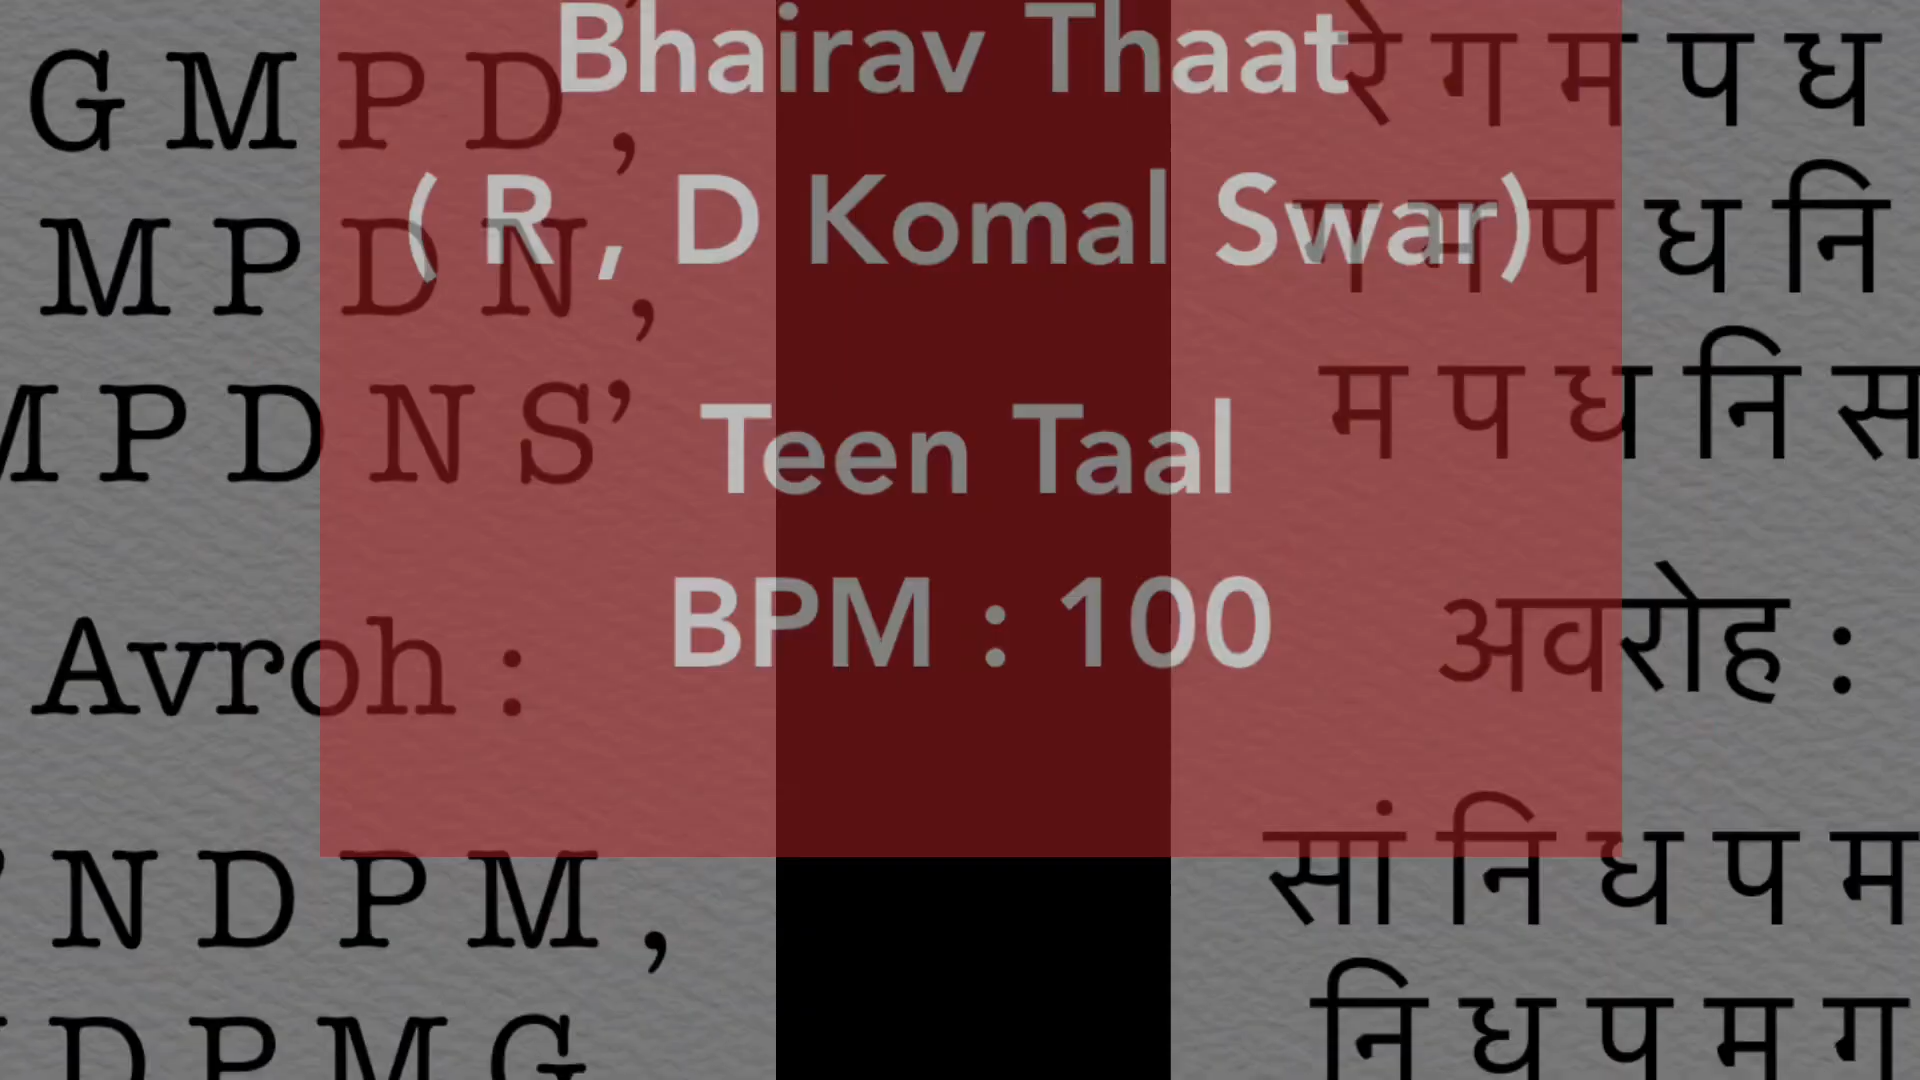 Bhairav Thaat
( R , D Komal Swar)
Teen Taal
BPM : 100
G M P D ,
M P D N ,
M P D N S’
Avroh :
’ N D P M ,
D P M G
रे ग म प ध
ग म प ध नि
म प ध नि स
अवरोह :
सां नि ध प म
नि ध प म ग